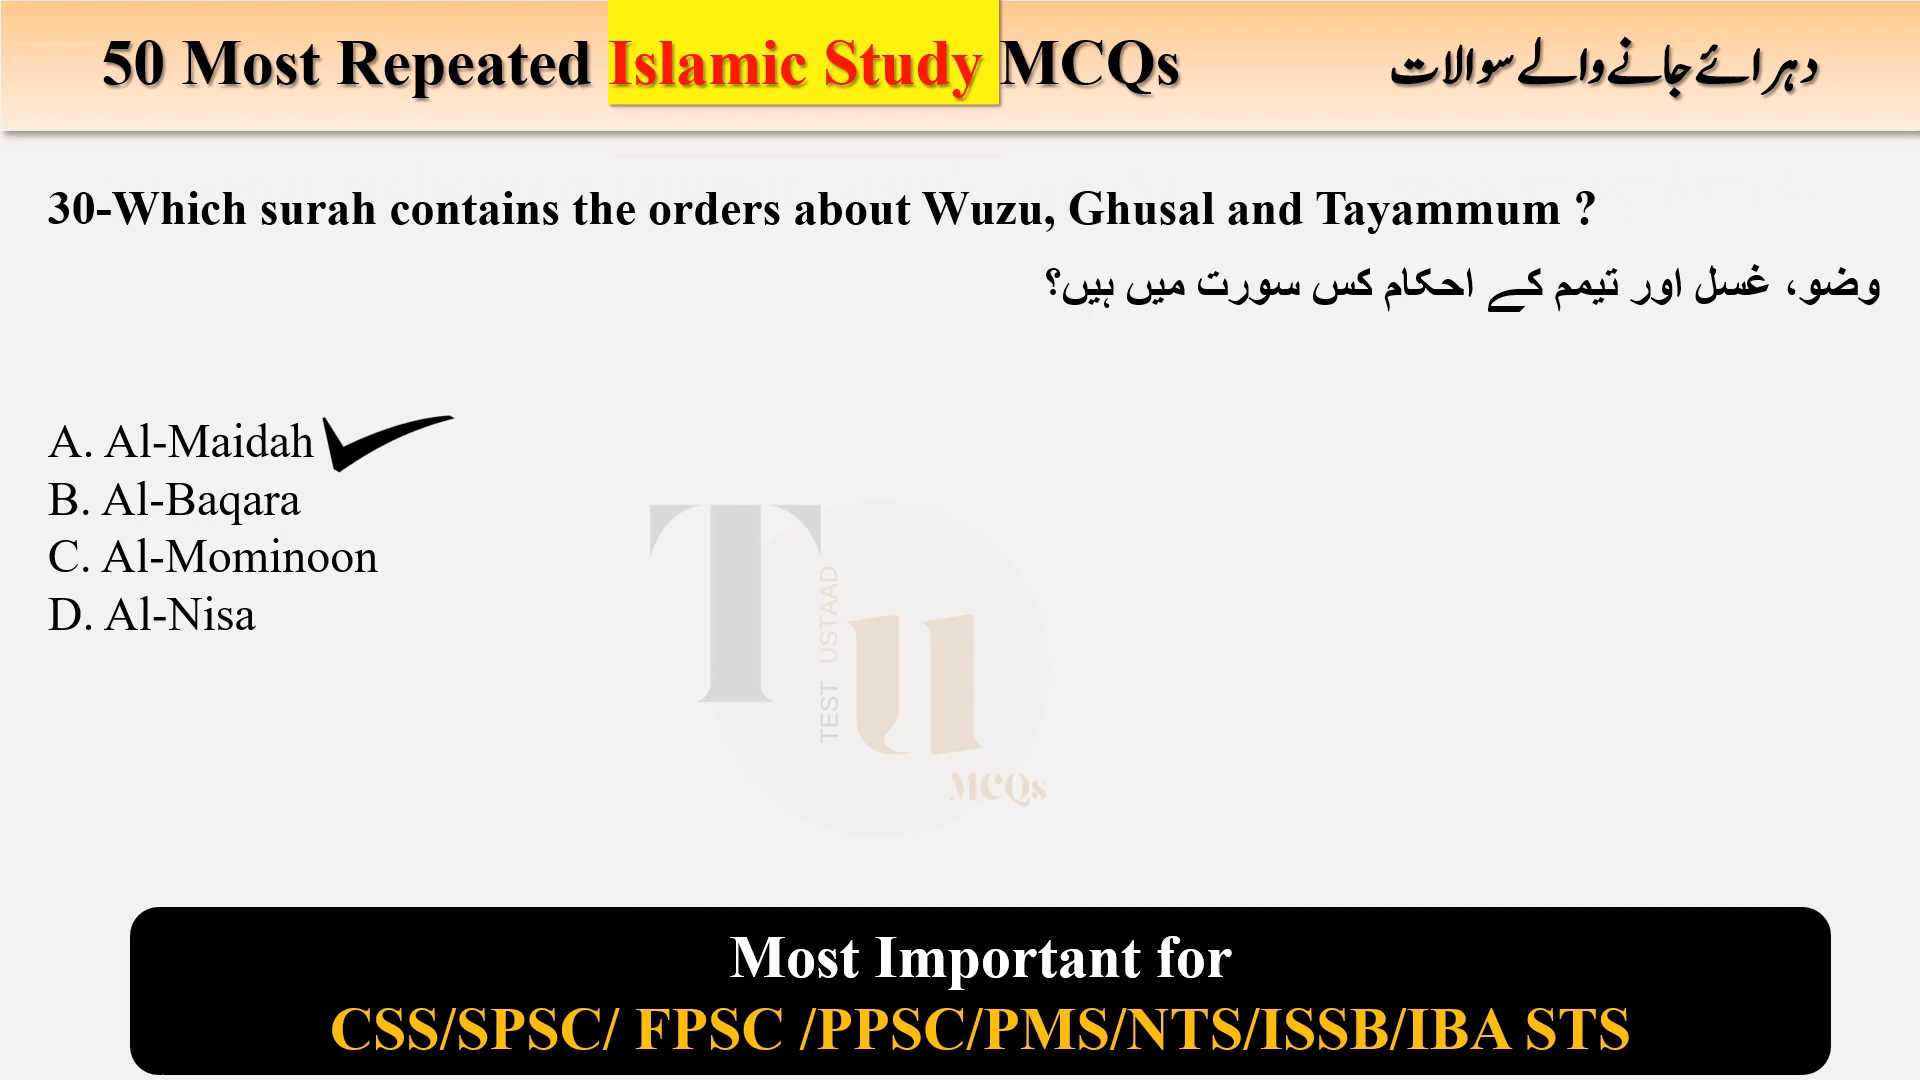 50 Most Repeated Islamic Study MCQs دہرائے جانے والے سوالات
30-Which surah contains the orders about Wuzu, Ghusal and Tayammum ?
وضو، غسل اور تیمم کے احکام کس سورت میں ہیں؟
A. Al-Maidah
B. Al-Baqara
C. Al-Mominoon
D. Al-Nisa
TU
TEST USTAAD
MCQs
Most Important for
CSS/SPSC/ FPSC /PPSC/PMS/NTS/ISSB/IBA STS